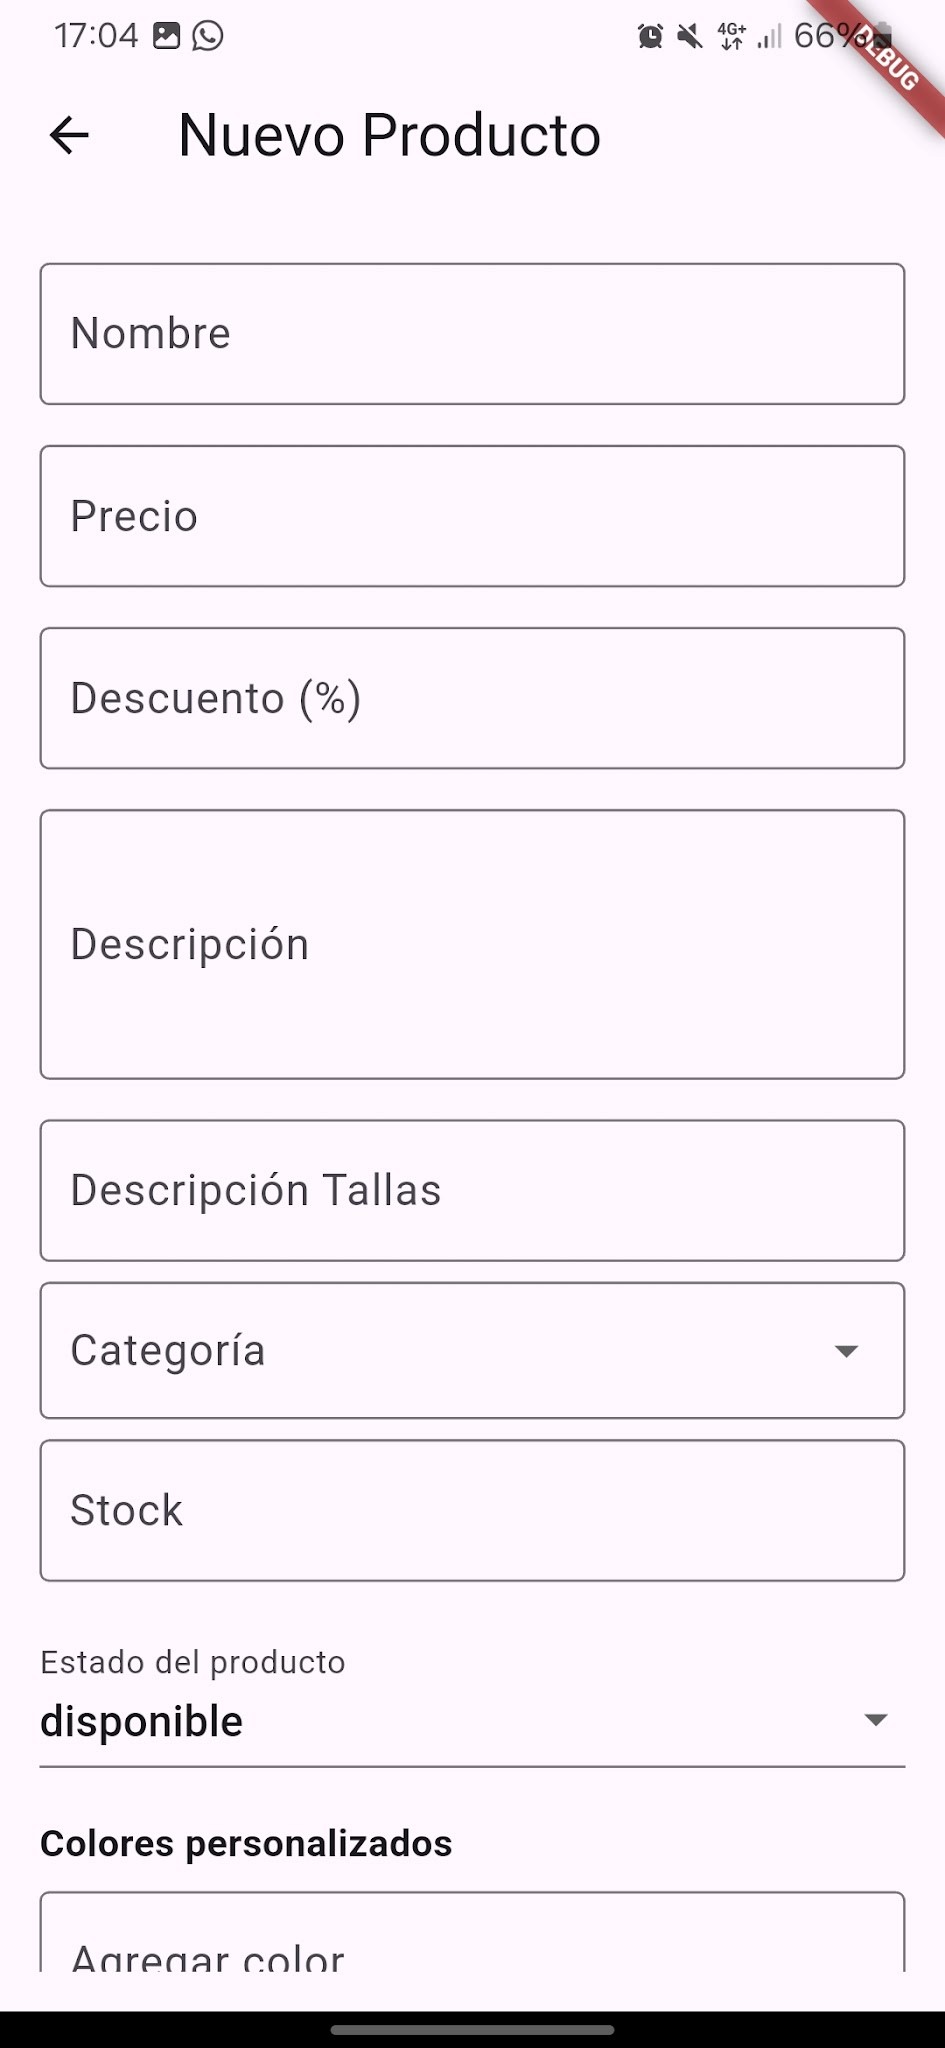 17:04 4G+ 66%
DEBUG
Nuevo Producto
Nombre
Precio
Descuento (%)
Descripción
Descripción Tallas
Categoría
Stock
Estado del producto
disponible
Colores personalizados
Agregar color